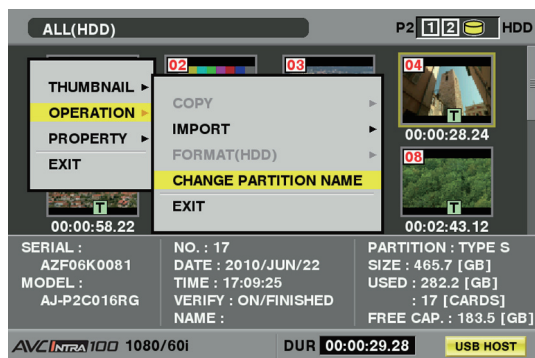 ALL(HDD)
P2 1 2 HDD
02 03 04
THUMBNAIL
OPERATION
PROPERTY
EXIT
COPY
IMPORT
FORMAT(HDD)
CHANGE PARTITION NAME
EXIT
T
00:00:28.24
08
T
00:00:58.22
T
00:02:43.12
SERIAL :
AZF06K0081
MODEL :
AJ-P2C016RG
NO. : 17
DATE : 2010/JUN/22
TIME : 17:09:25
VERIFY : ON/FINISHED
NAME :
PARTITION : TYPE S
SIZE : 465.7 [GB]
USED : 282.2 [GB]
: 17 [CARDS]
FREE CAP. : 183.5 [GB]
AVC INTRA 100 1080/60i DUR 00:00:29.28 USB HOST